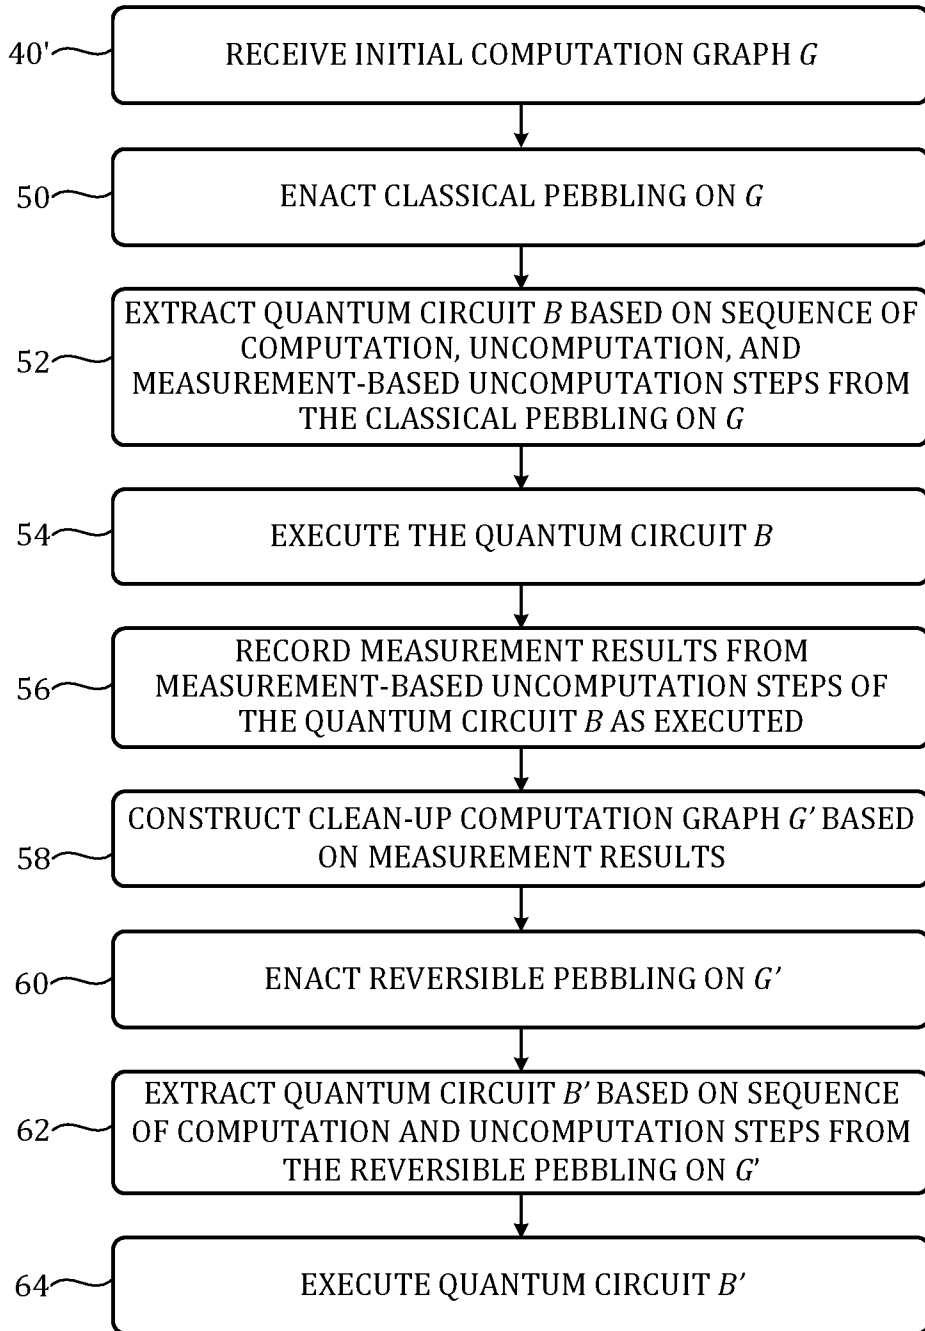 40'
RECEIVE INITIAL COMPUTATION GRAPH G
50
ENACT CLASSICAL PEBBLING ON G
52
EXTRACT QUANTUM CIRCUIT B BASED ON SEQUENCE OF
COMPUTATION, UNCOMPUTATION, AND
MEASUREMENT-BASED UNCOMPUTATION STEPS FROM
THE CLASSICAL PEBBLING ON G
54
EXECUTE THE QUANTUM CIRCUIT B
56
RECORD MEASUREMENT RESULTS FROM
MEASUREMENT-BASED UNCOMPUTATION STEPS OF
THE QUANTUM CIRCUIT B AS EXECUTED
58
CONSTRUCT CLEAN-UP COMPUTATION GRAPH G’ BASED
ON MEASUREMENT RESULTS
60
ENACT REVERSIBLE PEBBLING ON G’
62
EXTRACT QUANTUM CIRCUIT B’ BASED ON SEQUENCE
OF COMPUTATION AND UNCOMPUTATION STEPS FROM
THE REVERSIBLE PEBBLING ON G’
64
EXECUTE QUANTUM CIRCUIT B’